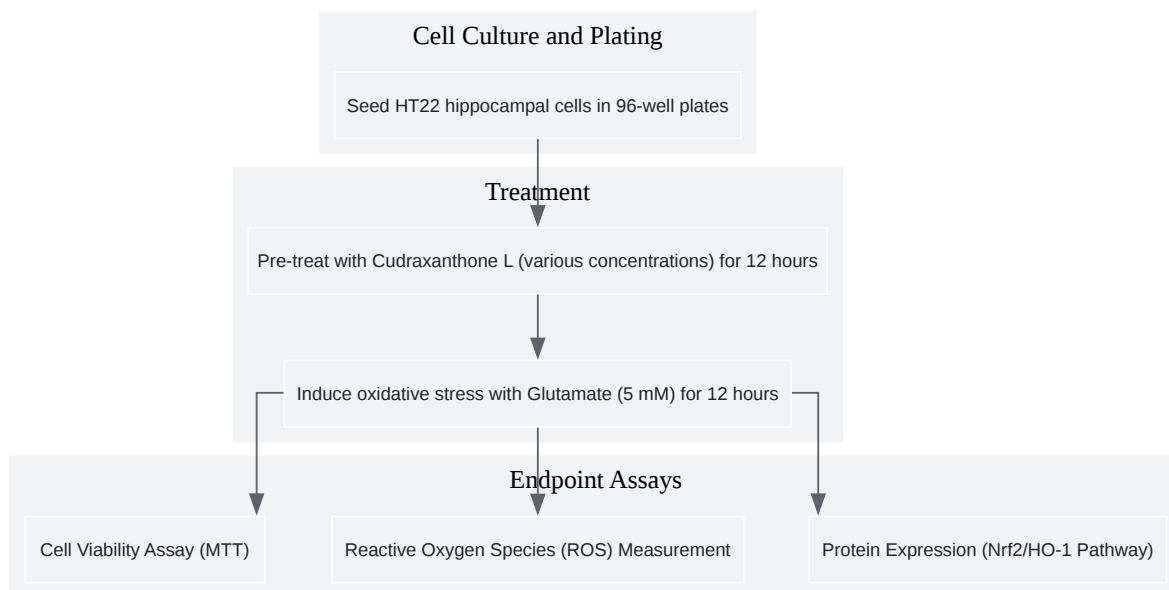 Cell Culture and Plating
Seed HT22 hippocampal cells in 96-well plates
Treatment
Pre-treat with Cudraxanthone L (various concentrations) for 12 hours
Induce oxidative stress with Glutamate (5 mM) for 12 hours
Endpoint Assays
Cell Viability Assay (MTT)
Reactive Oxygen Species (ROS) Measurement
Protein Expression (Nrf2/HO-1 Pathway)